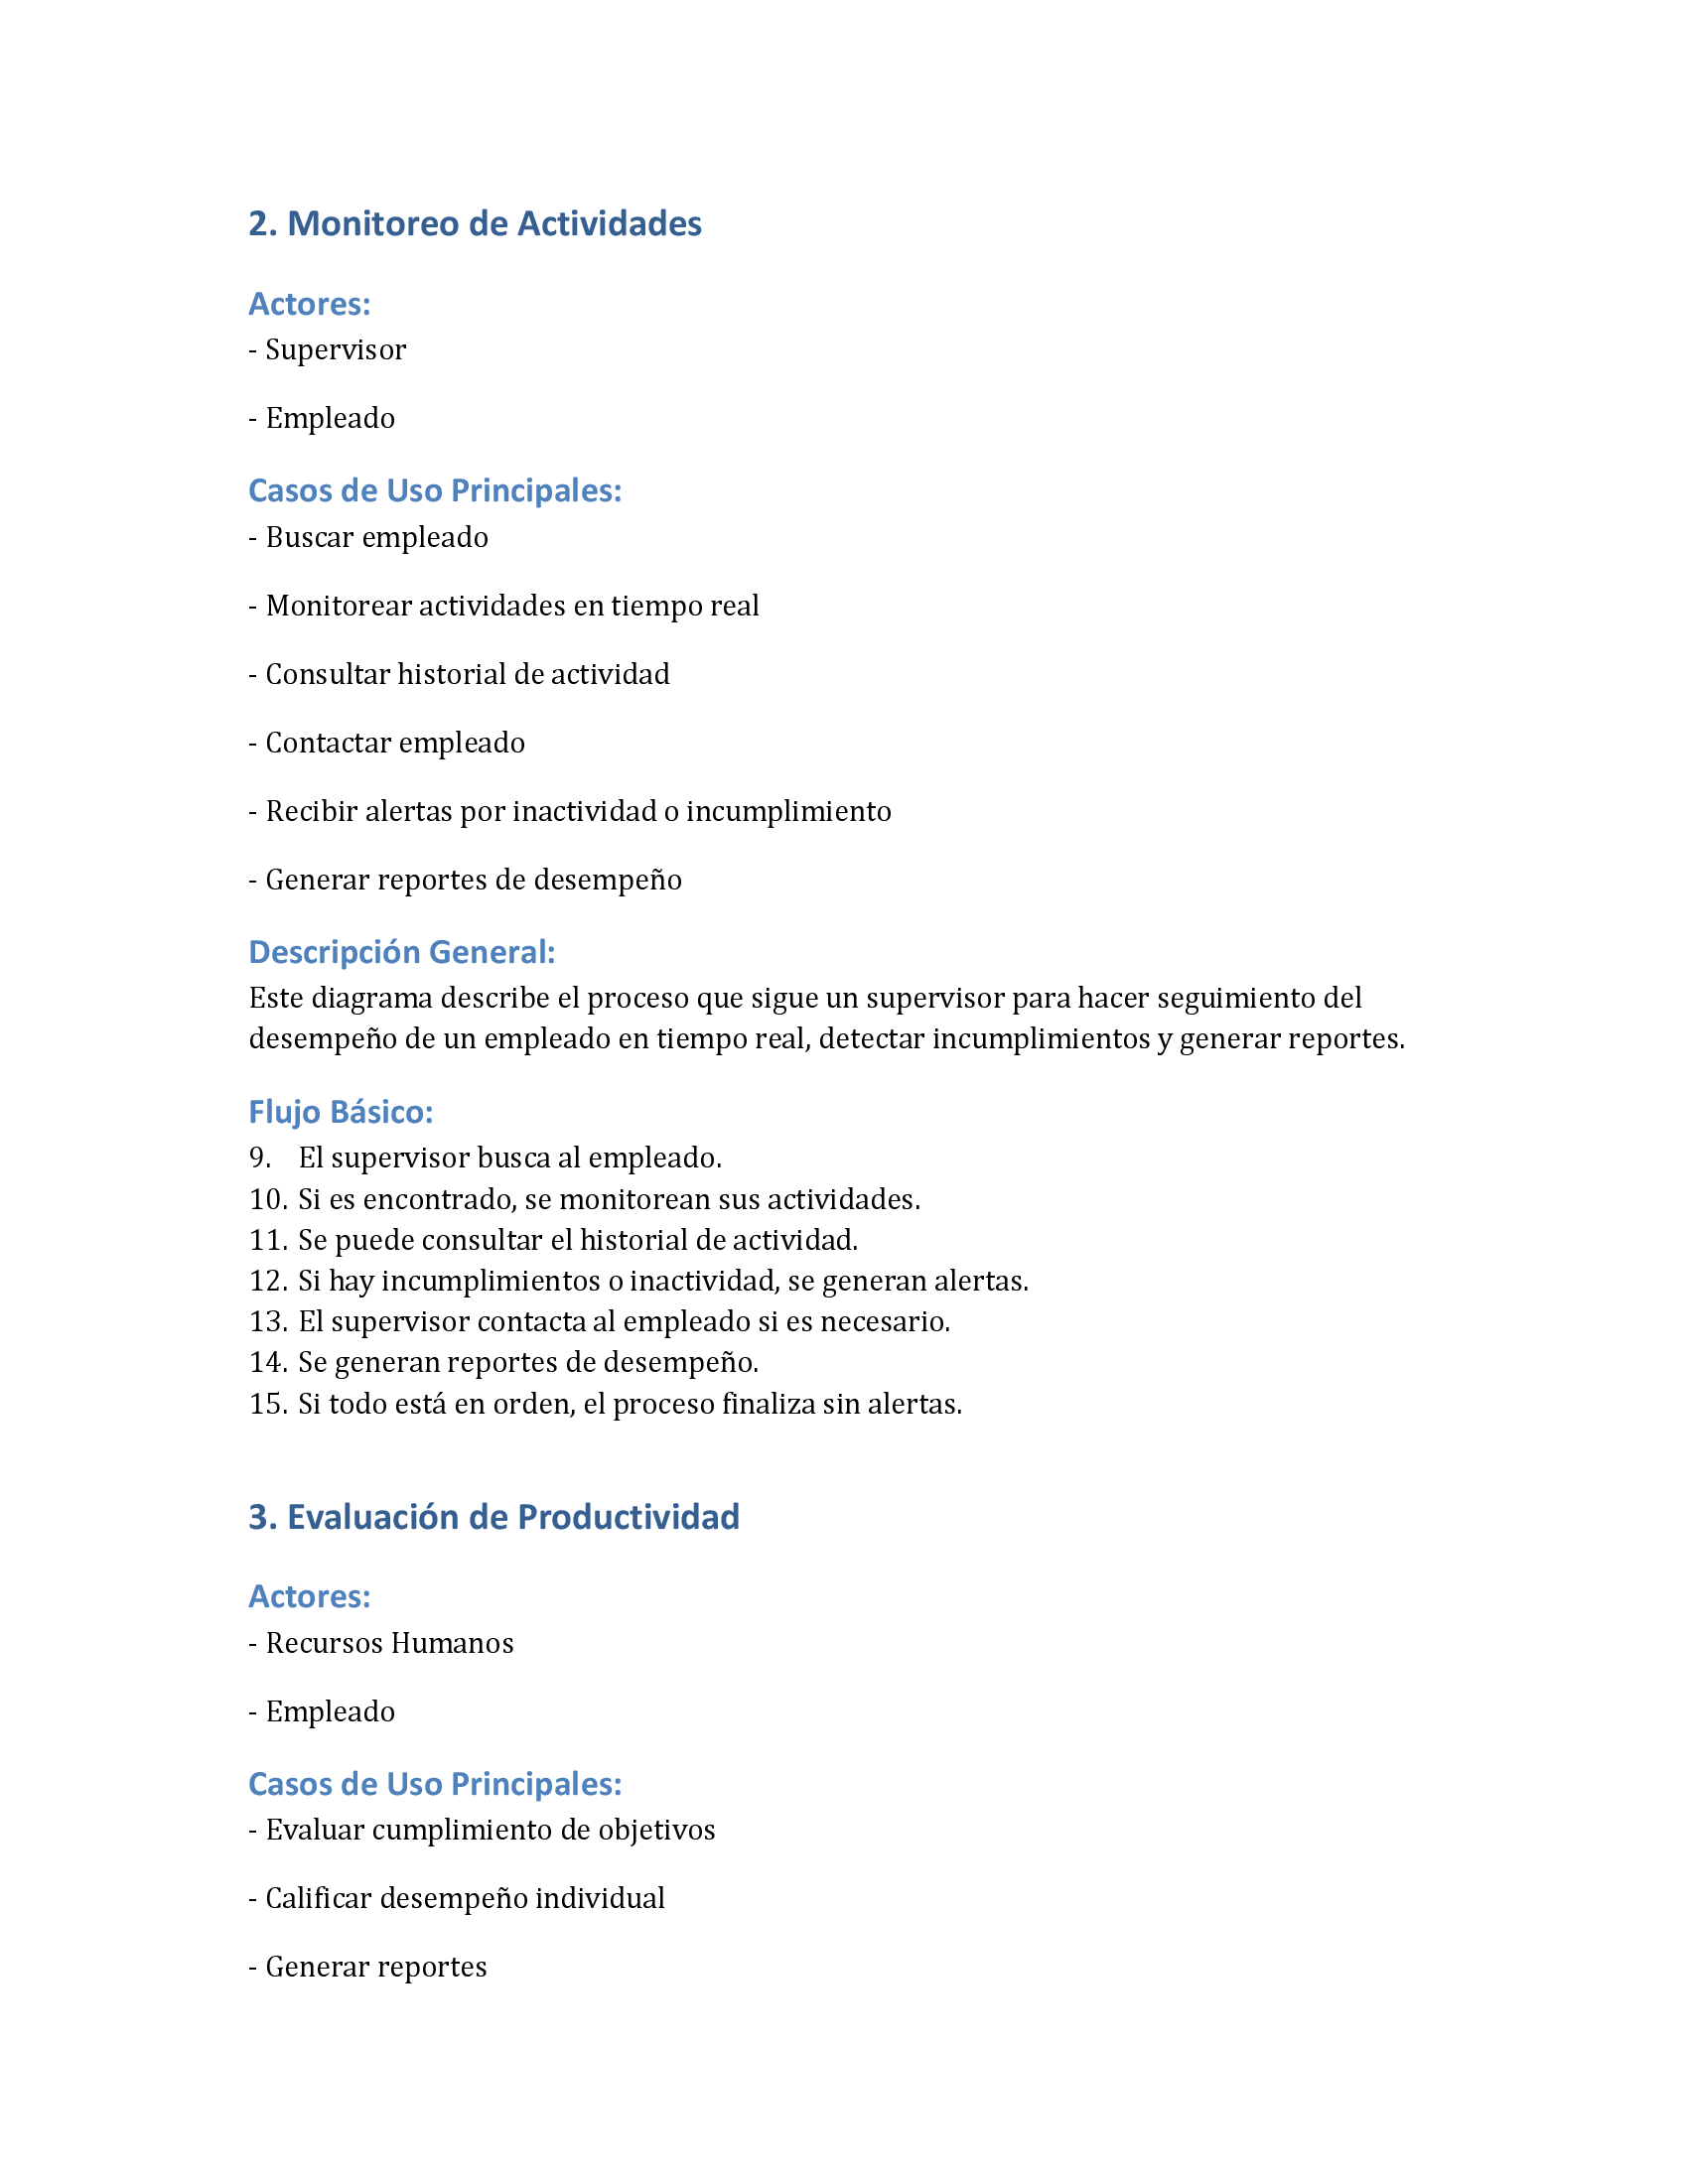 2. Monitoreo de Actividades
Actores:
- Supervisor
- Empleado
Casos de Uso Principales:
- Buscar empleado
- Monitorear actividades en tiempo real
- Consultar historial de actividad
- Contactar empleado
- Recibir alertas por inactividad o incumplimiento
- Generar reportes de desempeño
Descripción General:
Este diagrama describe el proceso que sigue un supervisor para hacer seguimiento del
desempeño de un empleado en tiempo real, detectar incumplimientos y generar reportes.
Flujo Básico:
9. El supervisor busca al empleado.
10. Si es encontrado, se monitorean sus actividades.
11. Se puede consultar el historial de actividad.
12. Si hay incumplimientos o inactividad, se generan alertas.
13. El supervisor contacta al empleado si es necesario.
14. Se generan reportes de desempeño.
15. Si todo está en orden, el proceso finaliza sin alertas.
3. Evaluación de Productividad
Actores:
- Recursos Humanos
- Empleado
Casos de Uso Principales:
- Evaluar cumplimiento de objetivos
- Calificar desempeño individual
- Generar reportes